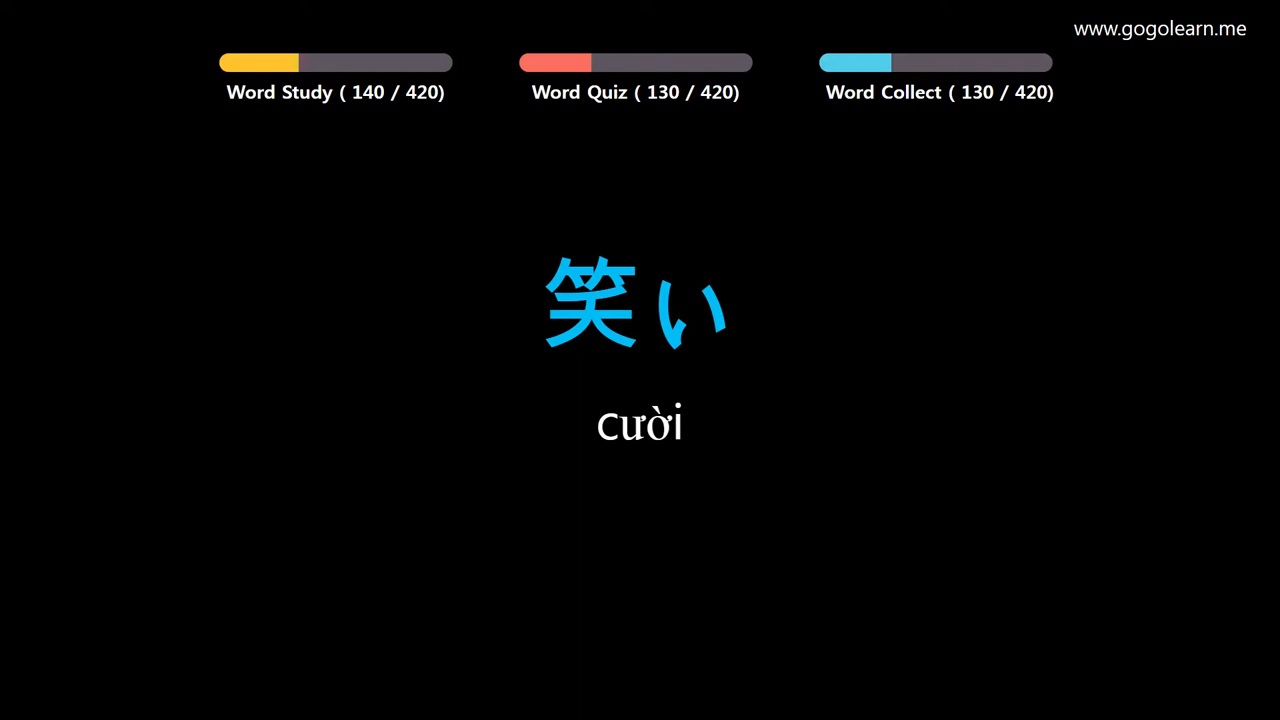 www.gogolearn.me
Word Study ( 140 / 420)
Word Quiz ( 130 / 420)
Word Collect ( 130 / 420)
笑い
cười